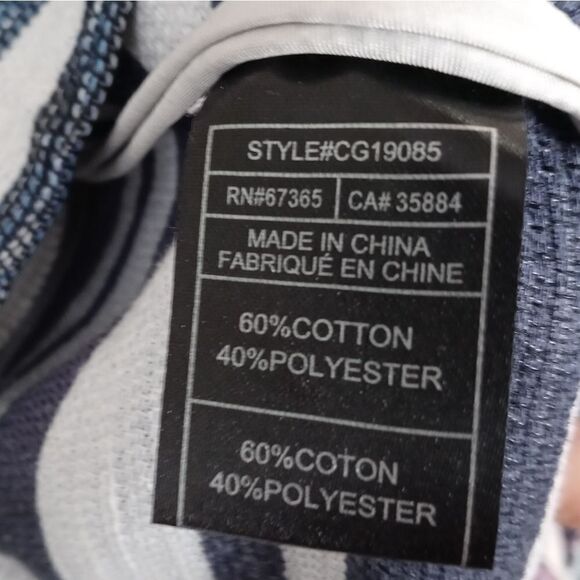 STYLE#CG19085
RN#67365 CA# 35884
MADE IN CHINA
FABRIQUÉ EN CHINE
60%COTTON
40%POLYESTER
60%COTON
40%POLYESTER